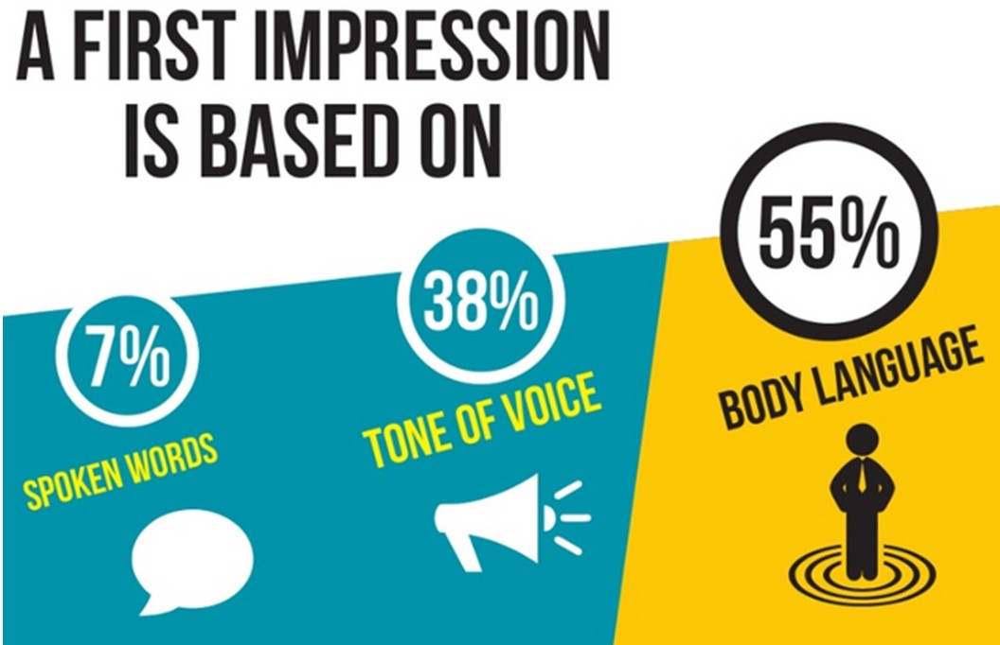 A FIRST IMPRESSION
IS BASED ON
7%
SPOKEN WORDS
38%
TONE OF VOICE
55%
BODY LANGUAGE